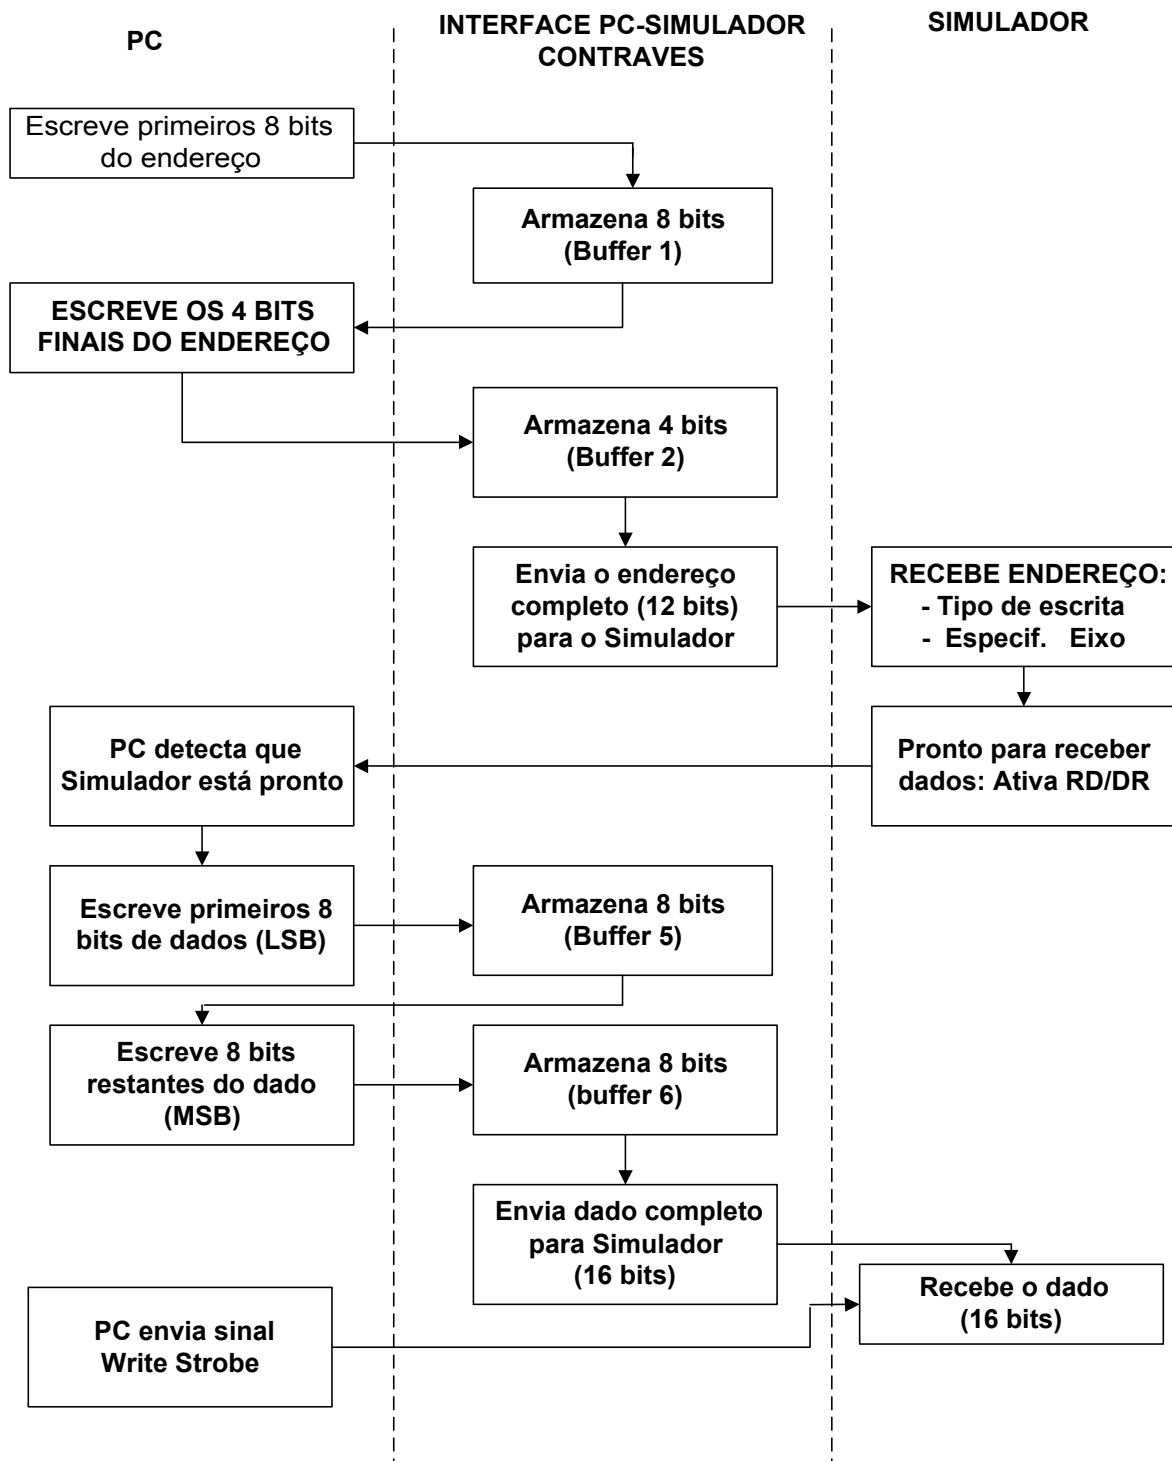 PC
INTERFACE PC-SIMULADOR
CONTRAVES
SIMULADOR
Escreve primeiros 8 bits
do endereço
Armazena 8 bits
(Buffer 1)
ESCREVE OS 4 BITS
FINAIS DO ENDEREÇO
Armazena 4 bits
(Buffer 2)
Envia o endereço
completo (12 bits)
para o Simulador
RECEBE ENDEREÇO:
- Tipo de escrita
- Especif. Eixo
Pronto para receber
dados: Ativa RD/DR
PC detecta que
Simulador está pronto
Escreve primeiros 8
bits de dados (LSB)
Armazena 8 bits
(Buffer 5)
Escreve 8 bits
restantes do dado
(MSB)
Armazena 8 bits
(buffer 6)
Envia dado completo
para Simulador
(16 bits)
PC envia sinal
Write Strobe
Recebe o dado
(16 bits)